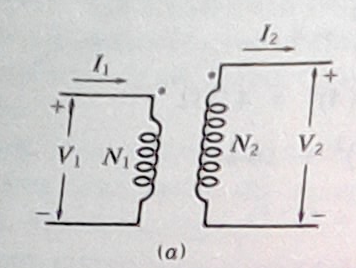 I₁ I₂
+ +
V₁ N₁ N₂ V₂
− −
(a)